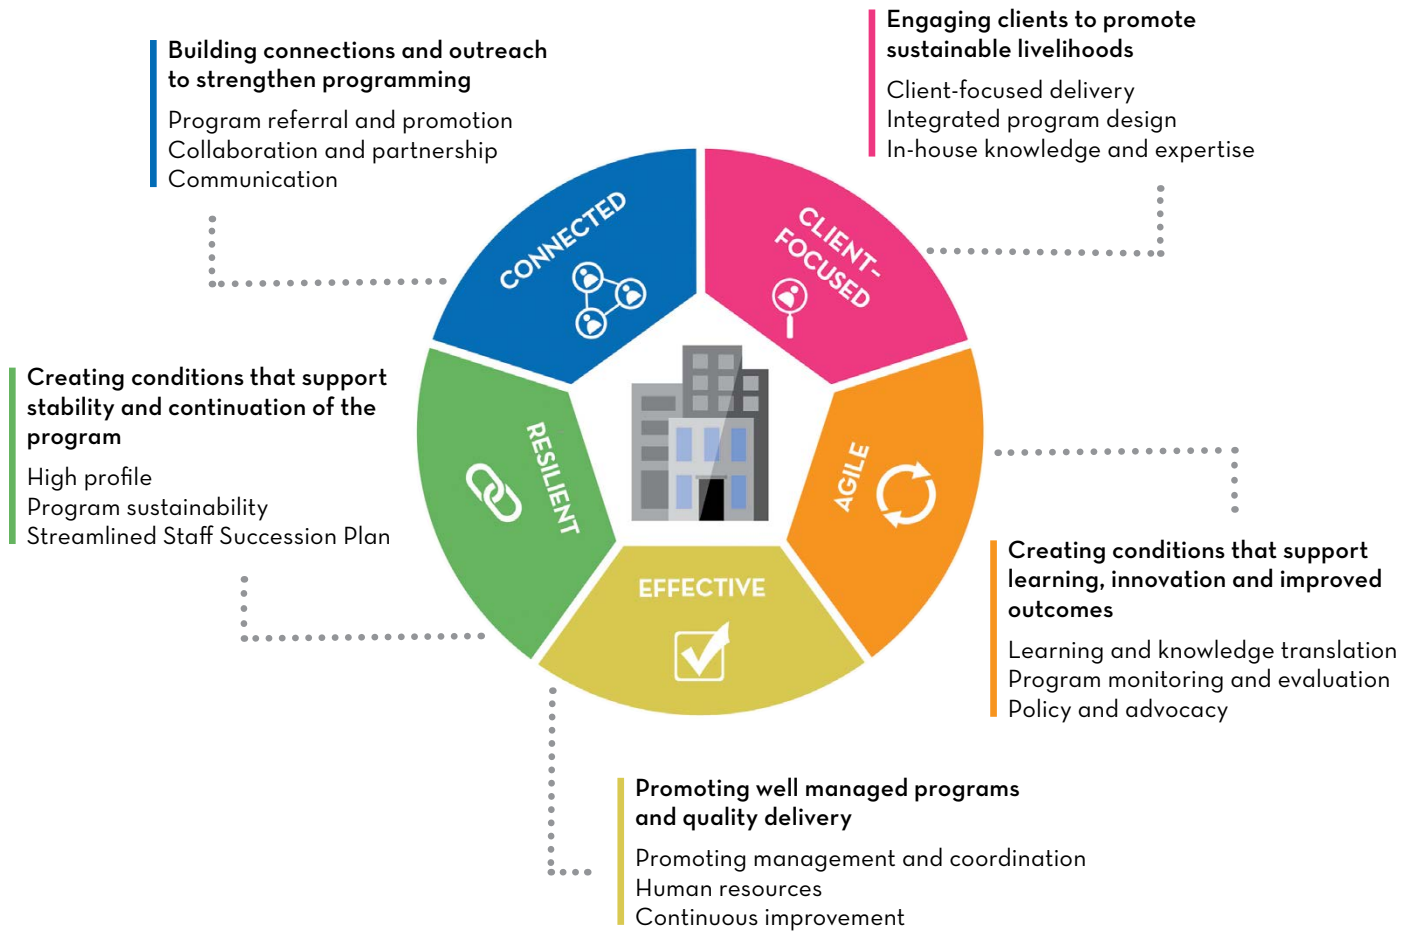 Building connections and outreach
to strengthen programming
Program referral and promotion
Collaboration and partnership
Communication
Engaging clients to promote
sustainable livelihoods
Client-focused delivery
Integrated program design
In-house knowledge and expertise
CONNECTED
CLIENT-
FOCUSED
Creating conditions that support
stability and continuation of the
program
High profile
Program sustainability
Streamlined Staff Succession Plan
RESILIENT
AGILE
EFFECTIVE
Creating conditions that support
learning, innovation and improved
outcomes
Learning and knowledge translation
Program monitoring and evaluation
Policy and advocacy
Promoting well managed programs
and quality delivery
Promoting management and coordination
Human resources
Continuous improvement